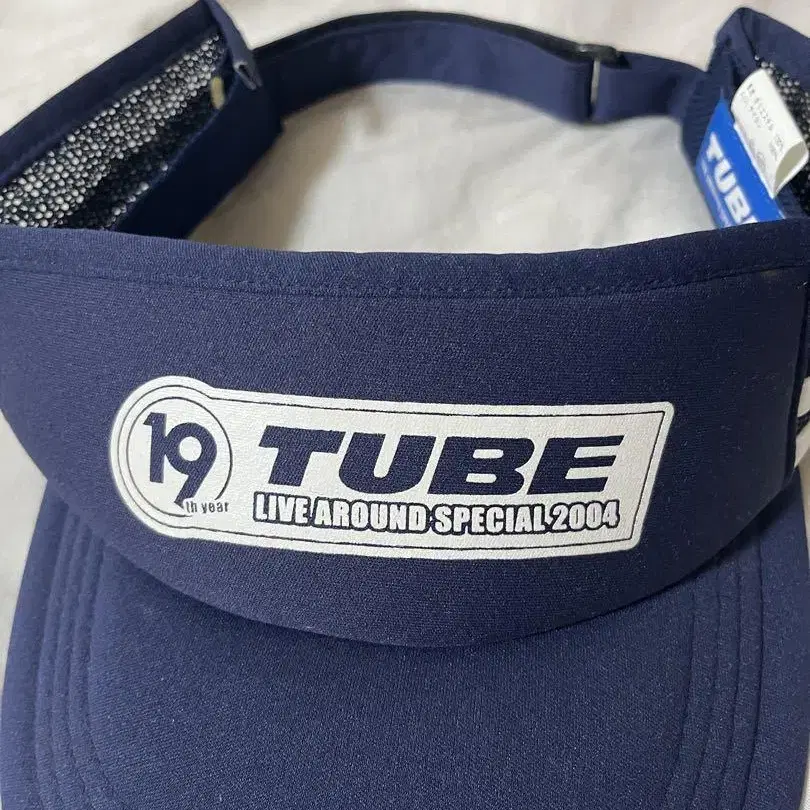 TUBE
19
th year
TUBE
LIVE AROUND SPECIAL 2004